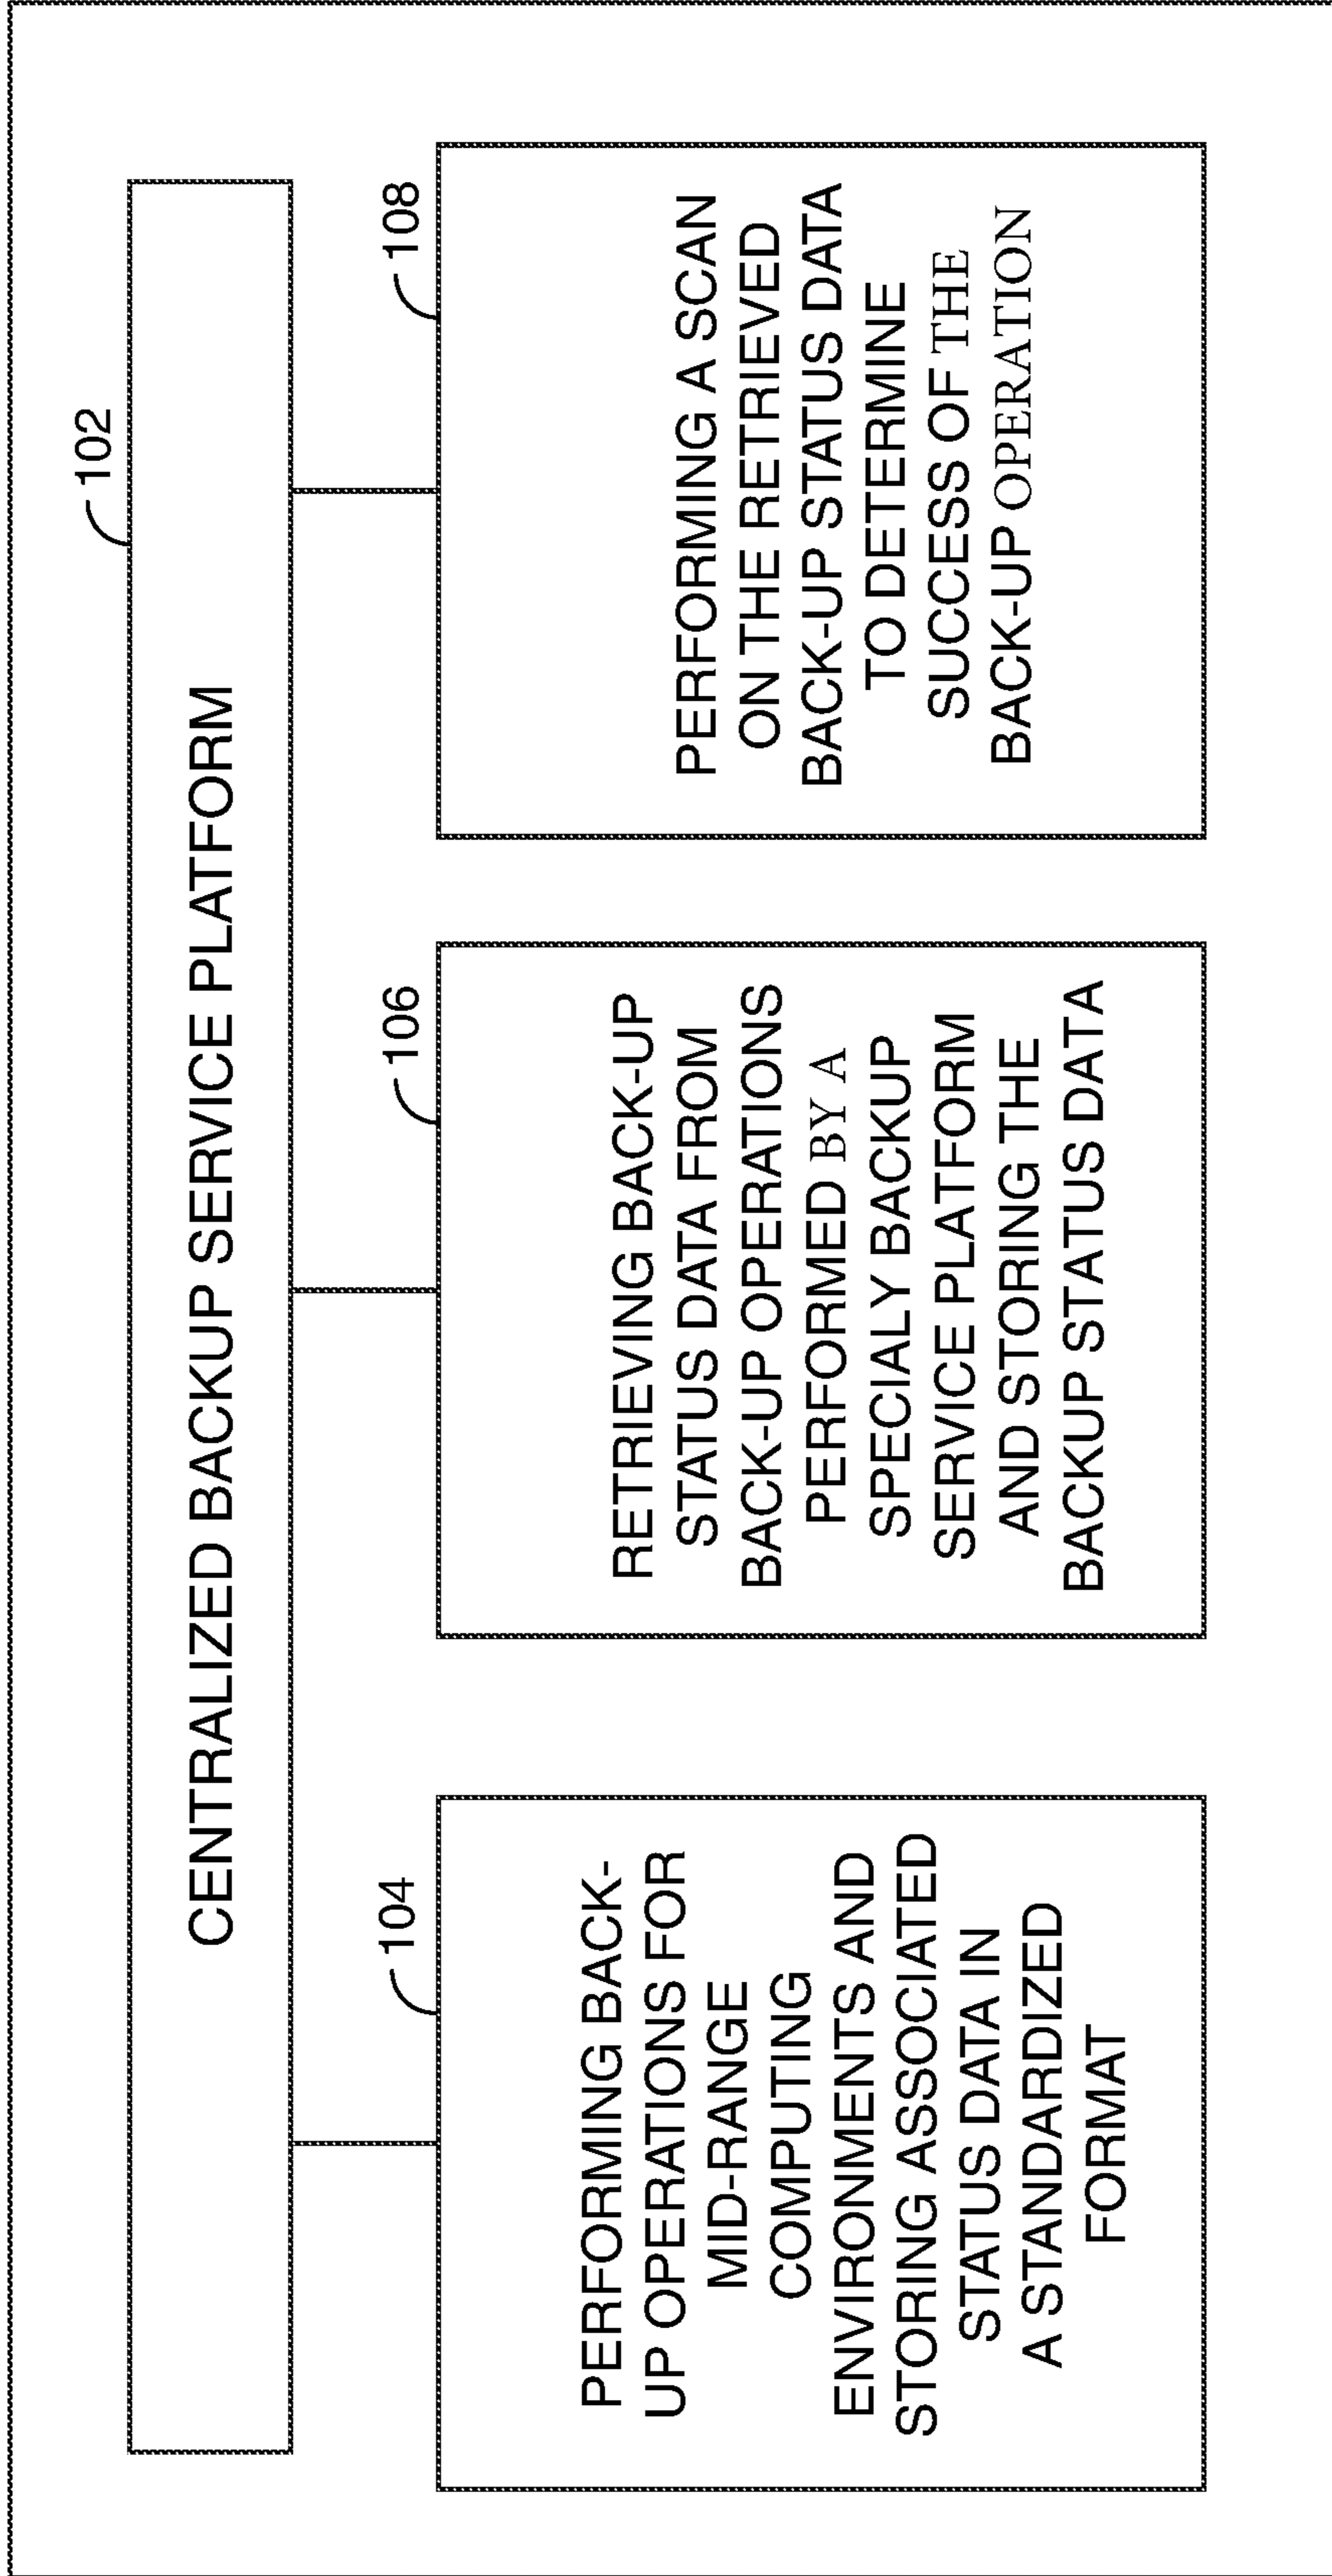 102
CENTRALIZED BACKUP SERVICE PLATFORM
104
PERFORMING BACK-
UP OPERATIONS FOR
MID-RANGE
COMPUTING
ENVIRONMENTS AND
STORING ASSOCIATED
STATUS DATA IN
A STANDARDIZED
FORMAT
106
RETRIEVING BACK-UP
STATUS DATA FROM
BACK-UP OPERATIONS
PERFORMED BY A
SPECIALY BACKUP
SERVICE PLATFORM
AND STORING THE
BACKUP STATUS DATA
108
PERFORMING A SCAN
ON THE RETRIEVED
BACK-UP STATUS DATA
TO DETERMINE
SUCCESS OF THE
BACK-UP OPERATION